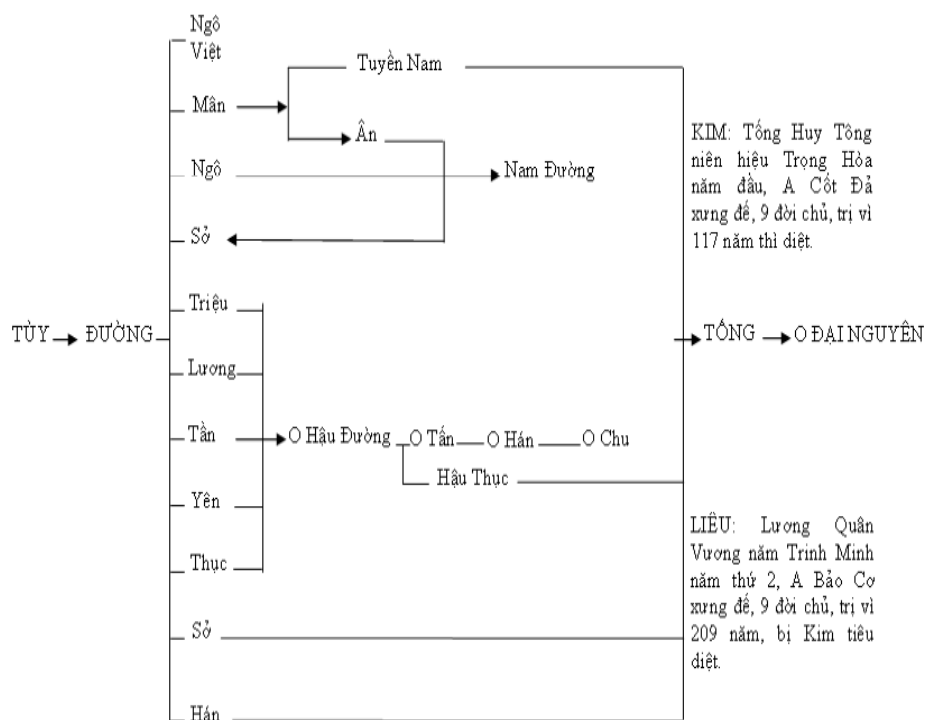 Ngô
Việt
Tuyền Nam
Mân
Ân
Ngô
Nam Đường
Sở
KIM: Tống Huy Tông
niên hiệu Trọng Hòa
năm đầu, A Cốt Đả
xưng đế, 9 đời chủ, trị vì
117 năm thì diệt.
Triệu
TÙY
ĐƯỜNG
TỐNG
O ĐẠI NGUYÊN
Lương
Tần
O Hậu Đường
O Tấn
O Hán
O Chu
Hậu Thục
Yên
Thục
LIÊU: Lương Quân
Vương năm Trinh Minh
năm thứ 2, A Bảo Cơ
xưng đế, 9 đời chủ, trị vì
209 năm, bị Kim tiêu
diệt.
Sở
Hán